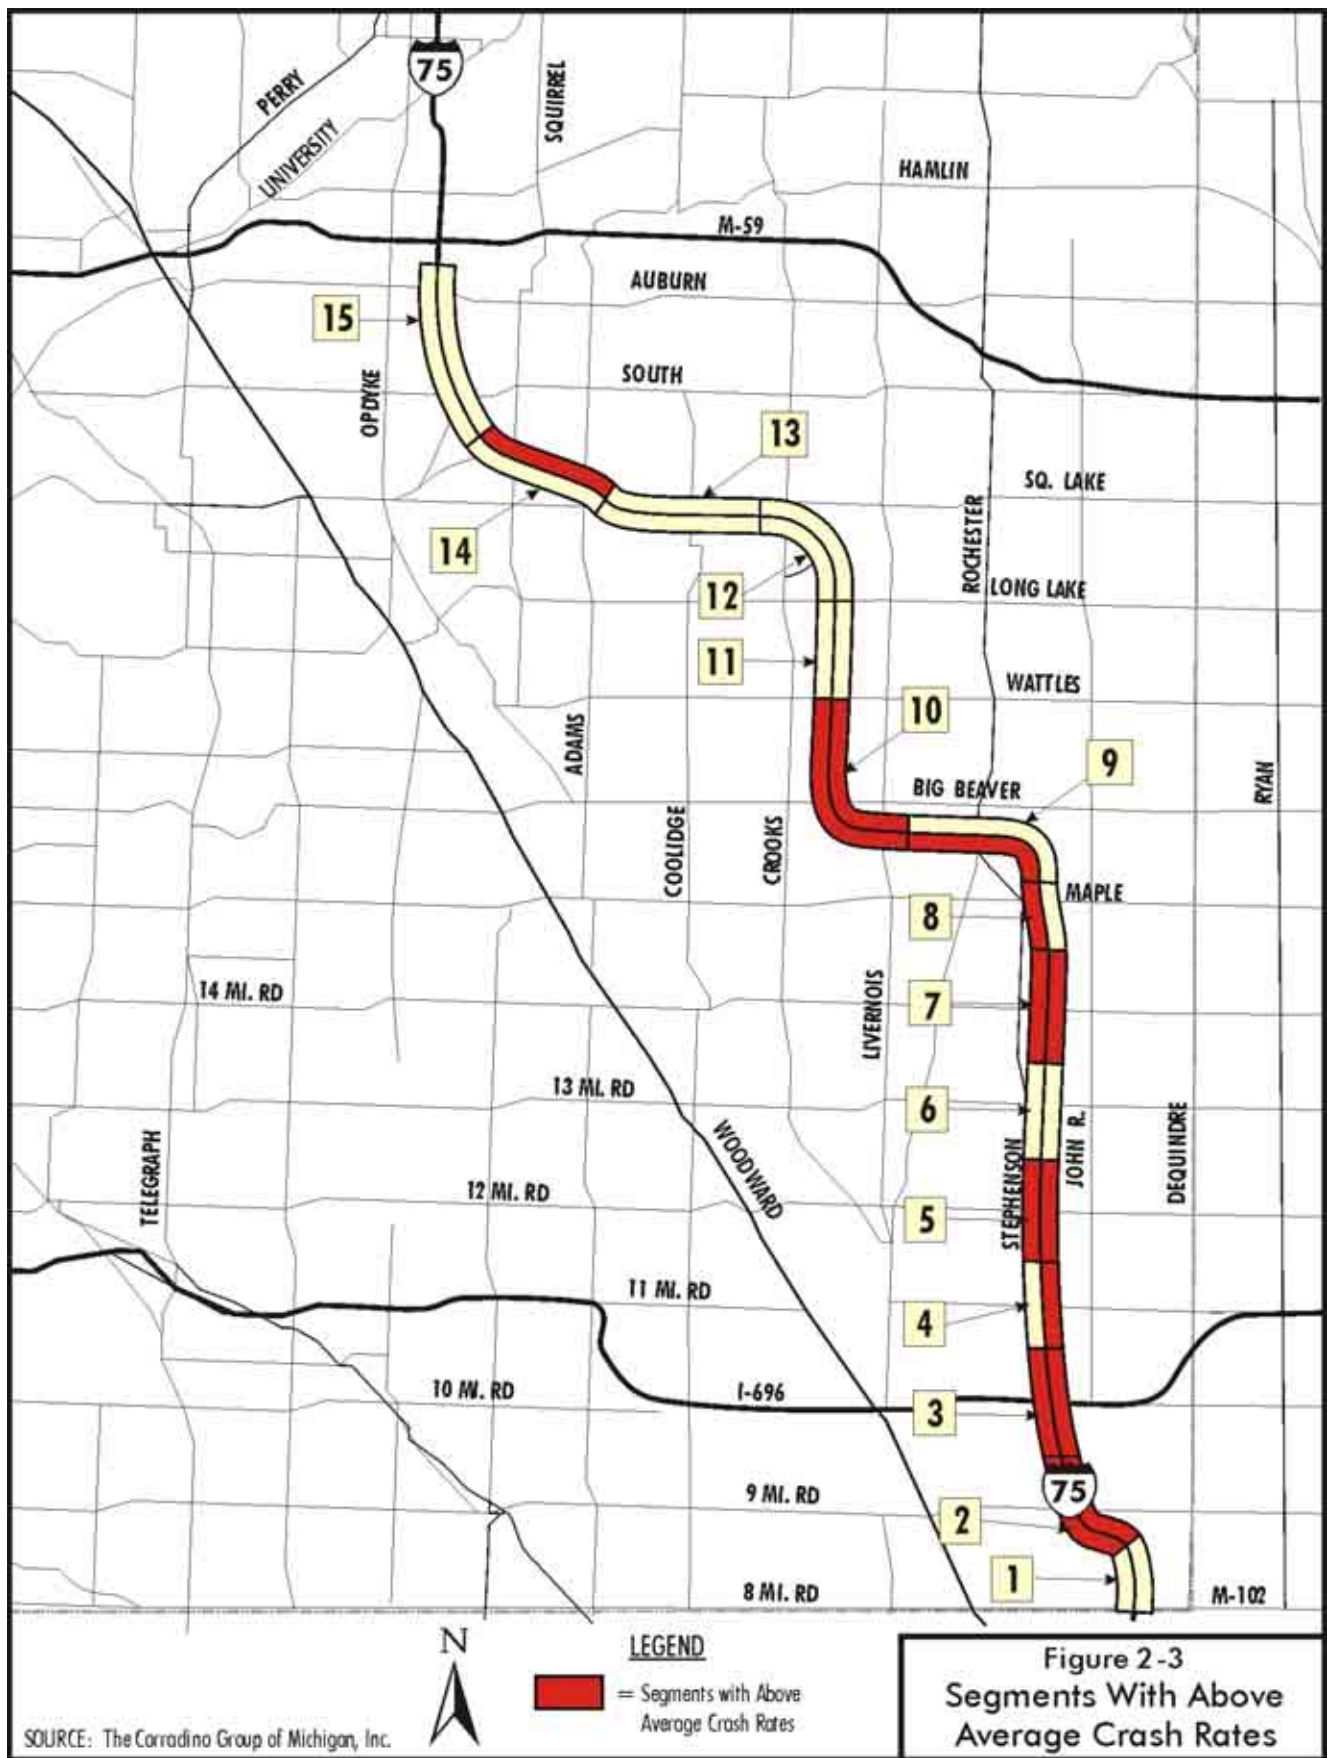 75
PERRY
UNIVERSITY
SQUIRREL
HAMLIN
M-59
AUBURN
15
OPDYKE
SOUTH
13
SQ. LAKE
ROCHESTER
14
12
LONG LAKE
11
WATTLES
10
ADAMS
9
BIG BEAVER
RYAN
COOLIDGE
CROOKS
MAPLE
8
14 MI. RD
7
LIVERNOIS
13 MI. RD
6
JOHN R.
DEQUINDRE
STEPHENSON
WOODWARD
TELEGRAPH
12 MI. RD
5
11 MI. RD
4
10 MI. RD
I-696
3
75
9 MI. RD
2
1
8 MI. RD
M-102
N
LEGEND
= Segments with Above
Average Crash Rates
SOURCE: The Corradino Group of Michigan, Inc.
Figure 2-3
Segments With Above
Average Crash Rates